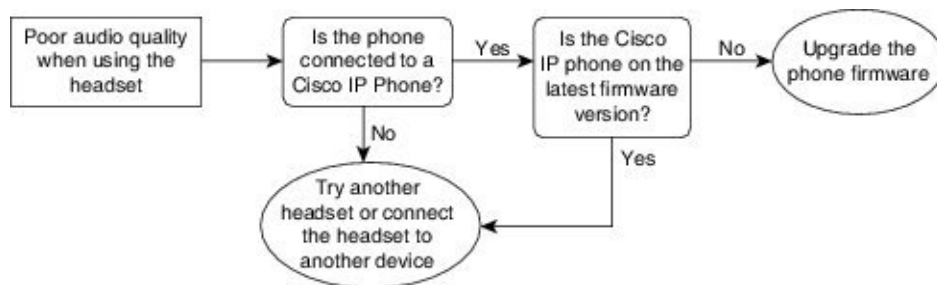 Poor audio quality
when using the
headset
Is the phone
connected to a
Cisco IP Phone?
Yes
Is the Cisco
IP phone on the
latest firmware
version?
No
Upgrade the
phone firmware
No
Yes
Try another
headset or connect
the headset to
another device